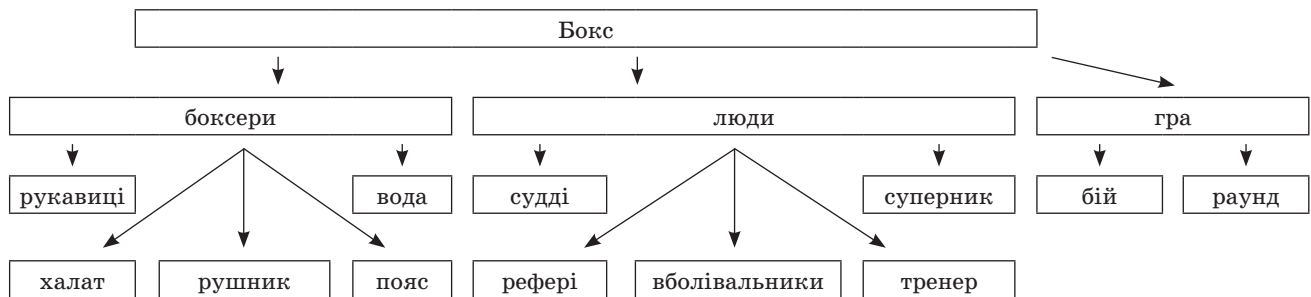 Бокс
боксери люди гра
рукавиці вода судді суперник бій раунд
халат рушник пояс рефері вболівальники тренер